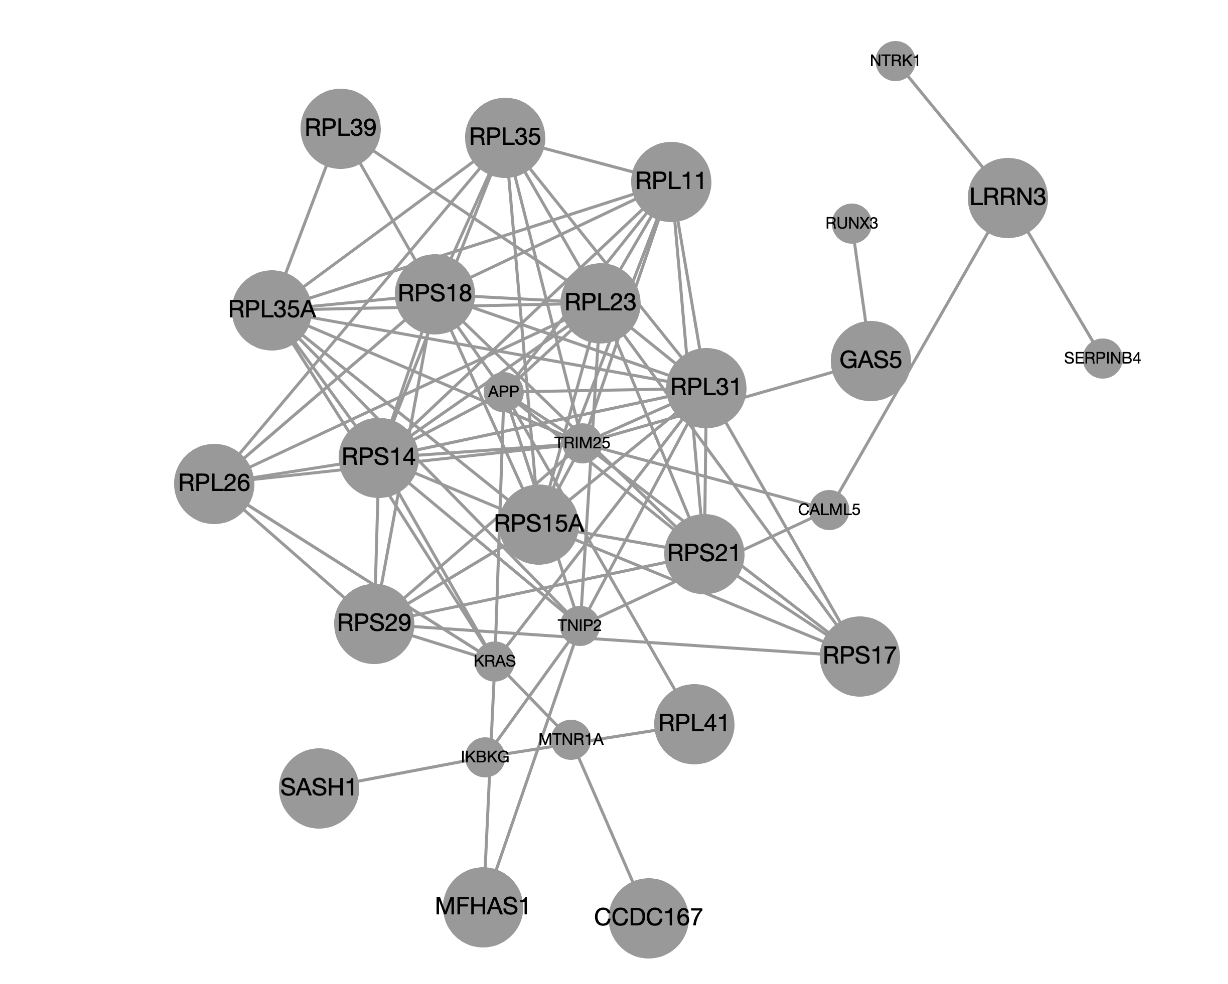 NTRK1
RPL39
RPL35
RPL11
LRRN3
RUNX3
RPS18
RPL23
RPL35A
GAS5
SERPINB4
RPL31
APP
TRIM25
RPS14
RPL26
CALML5
RPS15A
RPS21
RPS29
TNIP2
RPS17
KRAS
RPL41
MTNR1A
IKBKG
SASH1
MFHAS1
CCDC167